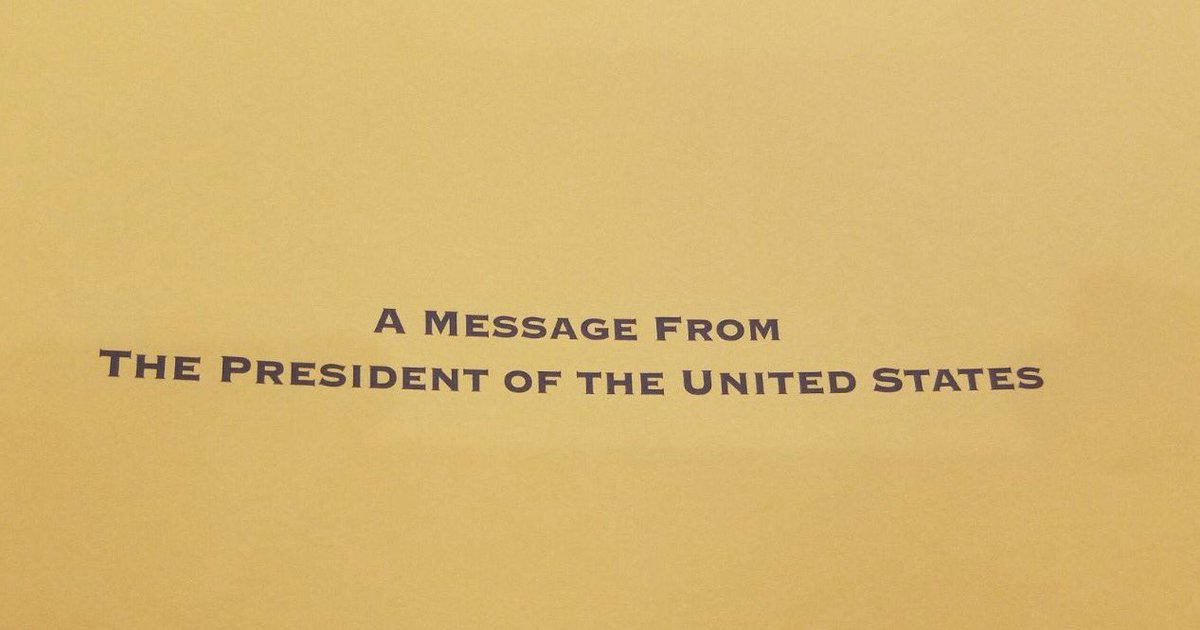 A Message From
The President of the United States